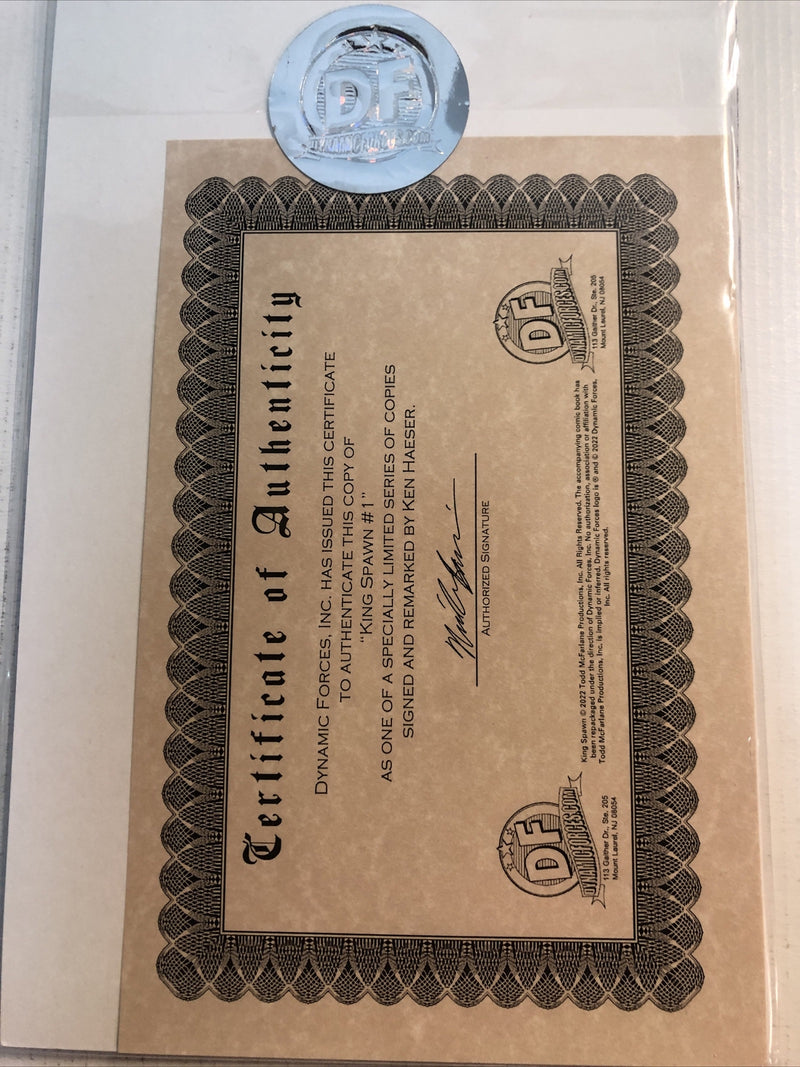 DF
DYNAMICFORCES.COM
Certificate of Authenticity
DYNAMIC FORCES, INC. HAS ISSUED THIS CERTIFICATE
TO AUTHENTICATE THIS COPY OF
"KING SPAWN #1"
AS ONE OF A SPECIALLY LIMITED SERIES OF COPIES
SIGNED AND REMARKED BY KEN HAESER.
AUTHORIZED SIGNATURE
DF
DYNAMICFORCES.COM
113 Gaither Dr., Ste. 205
Mount Laurel, NJ 08054
King Spawn © 2022 Todd McFarlane Productions, Inc. All Rights Reserved. The accompanying comic book has
been repackaged under the direction of Dynamic Forces, Inc. No authorization, association or affiliation with
Todd McFarlane Productions, Inc. is implied or inferred. Dynamic Forces logo is ® and © 2022 Dynamic Forces,
Inc. All rights reserved.
DF
DYNAMICFORCES.COM
113 Gaither Dr., Ste. 205
Mount Laurel, NJ 08054